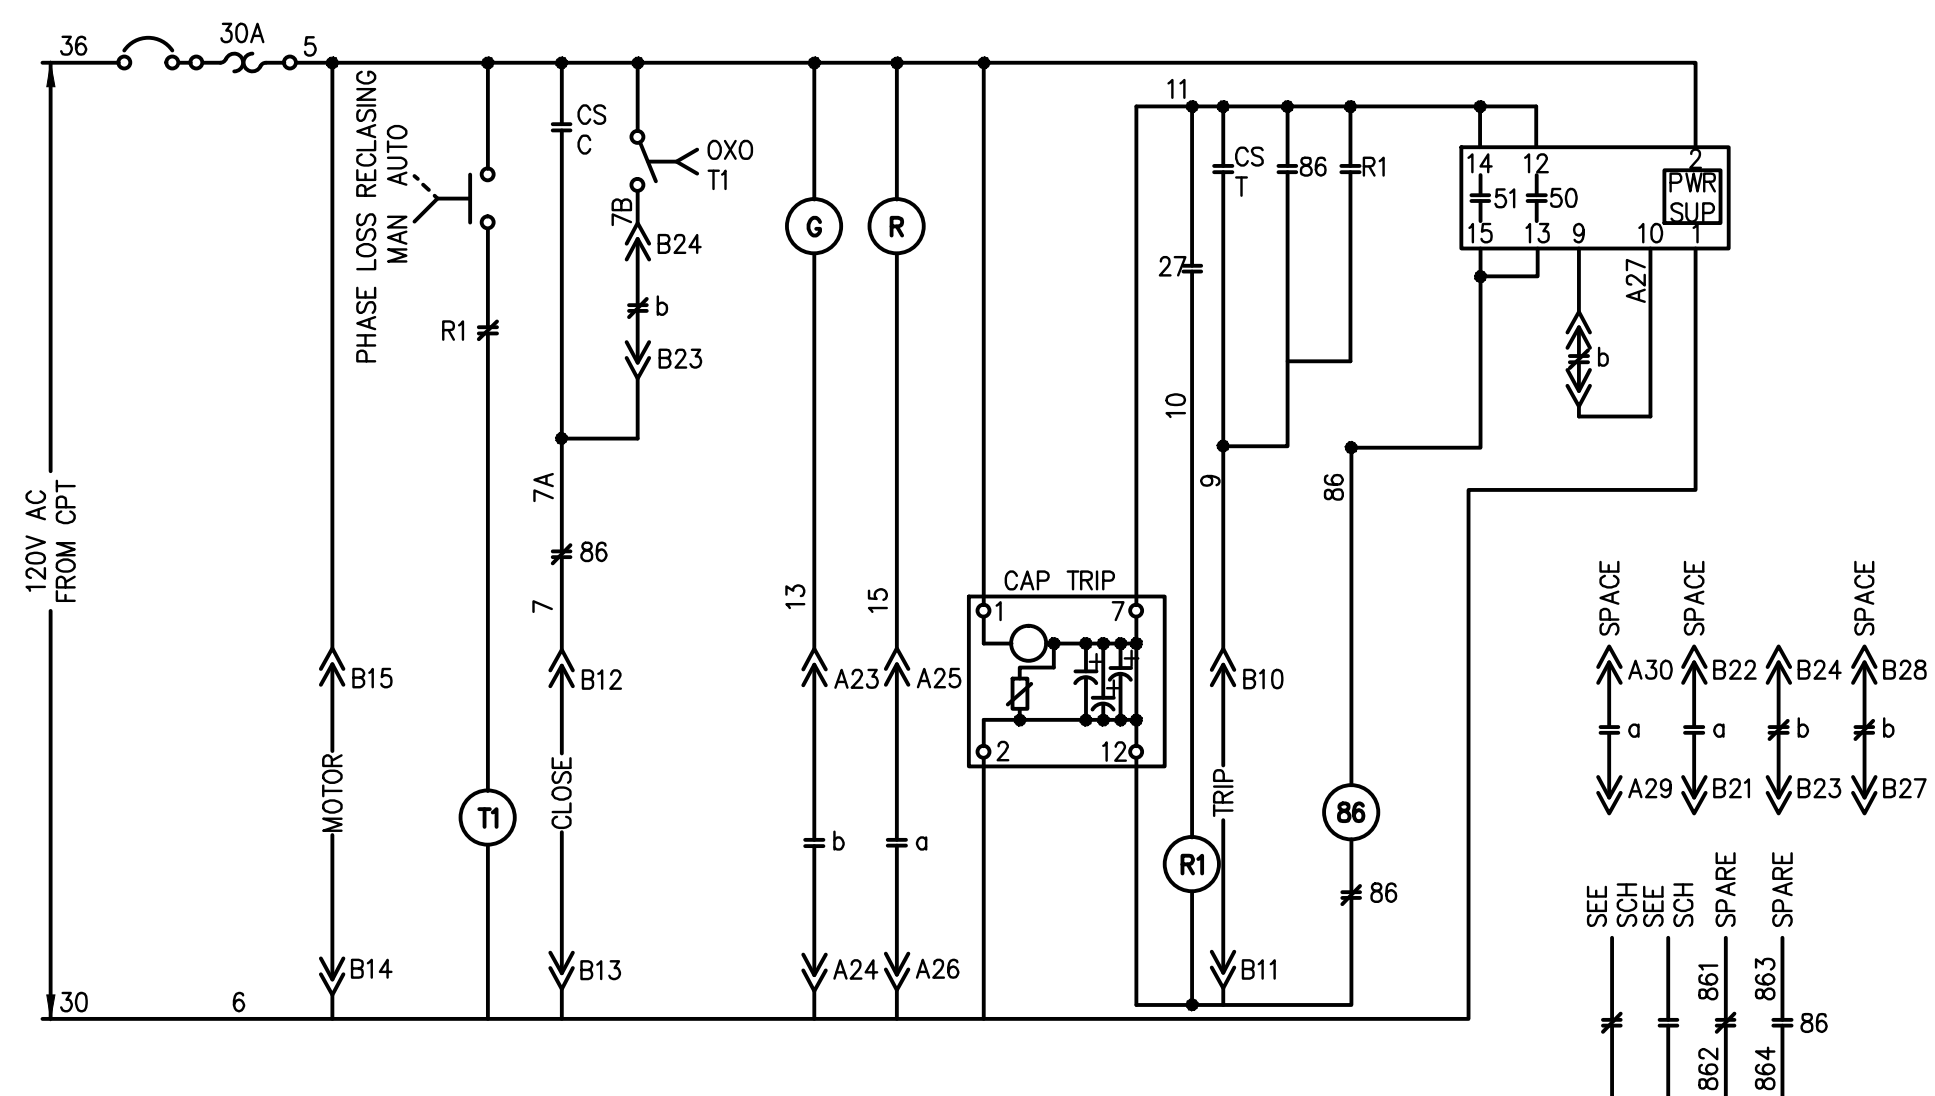 36
30A
5
120V AC
FROM CPT
30
6
PHASE LOSS RECLASING
MAN AUTO
R1
T1
B15
MOTOR
B14
CS
C
7A
86
7
B12
CLOSE
B13
OXO
T1
7B
B24
b
B23
G
13
A23
b
A24
R
15
A25
a
A26
CAP TRIP
1
7
+
+
+
2
12
11
27
10
R1
CS
T
9
B10
TRIP
B11
86
R1
86
86
86
14
12
2
51
50
PWR
SUP
15
13
9
10
1
A27
b
SPACE
SPACE
SPACE
A30
B22
B24
B28
a
a
b
b
A29
B21
B23
B27
SEE
SCH
SEE
SCH
SPARE
SPARE
861
863
86
862
864